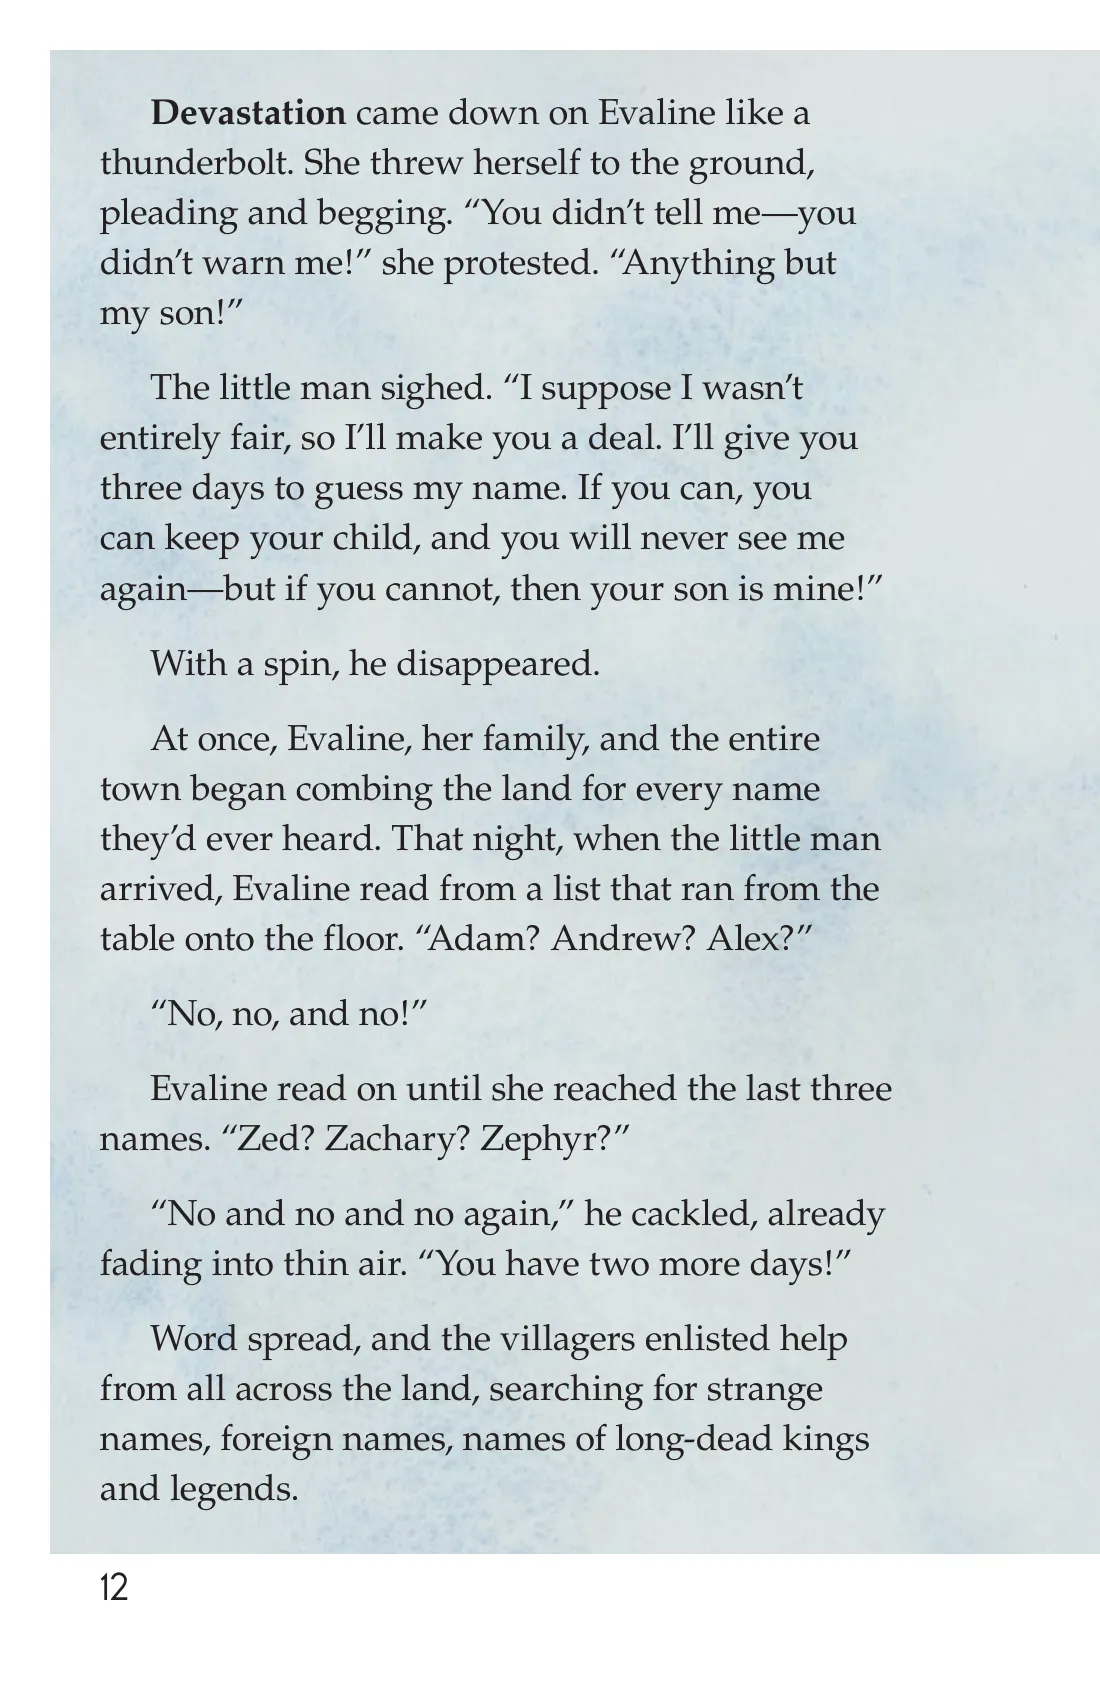 Devastation came down on Evaline like a
thunderbolt. She threw herself to the ground,
pleading and begging. “You didn’t tell me—you
didn’t warn me!” she protested. “Anything but
my son!”
The little man sighed. “I suppose I wasn’t
entirely fair, so I’ll make you a deal. I’ll give you
three days to guess my name. If you can, you
can keep your child, and you will never see me
again—but if you cannot, then your son is mine!”
With a spin, he disappeared.
At once, Evaline, her family, and the entire
town began combing the land for every name
they’d ever heard. That night, when the little man
arrived, Evaline read from a list that ran from the
table onto the floor. “Adam? Andrew? Alex?”
“No, no, and no!”
Evaline read on until she reached the last three
names. “Zed? Zachary? Zephyr?”
“No and no and no again,” he cackled, already
fading into thin air. “You have two more days!”
Word spread, and the villagers enlisted help
from all across the land, searching for strange
names, foreign names, names of long-dead kings
and legends.
12